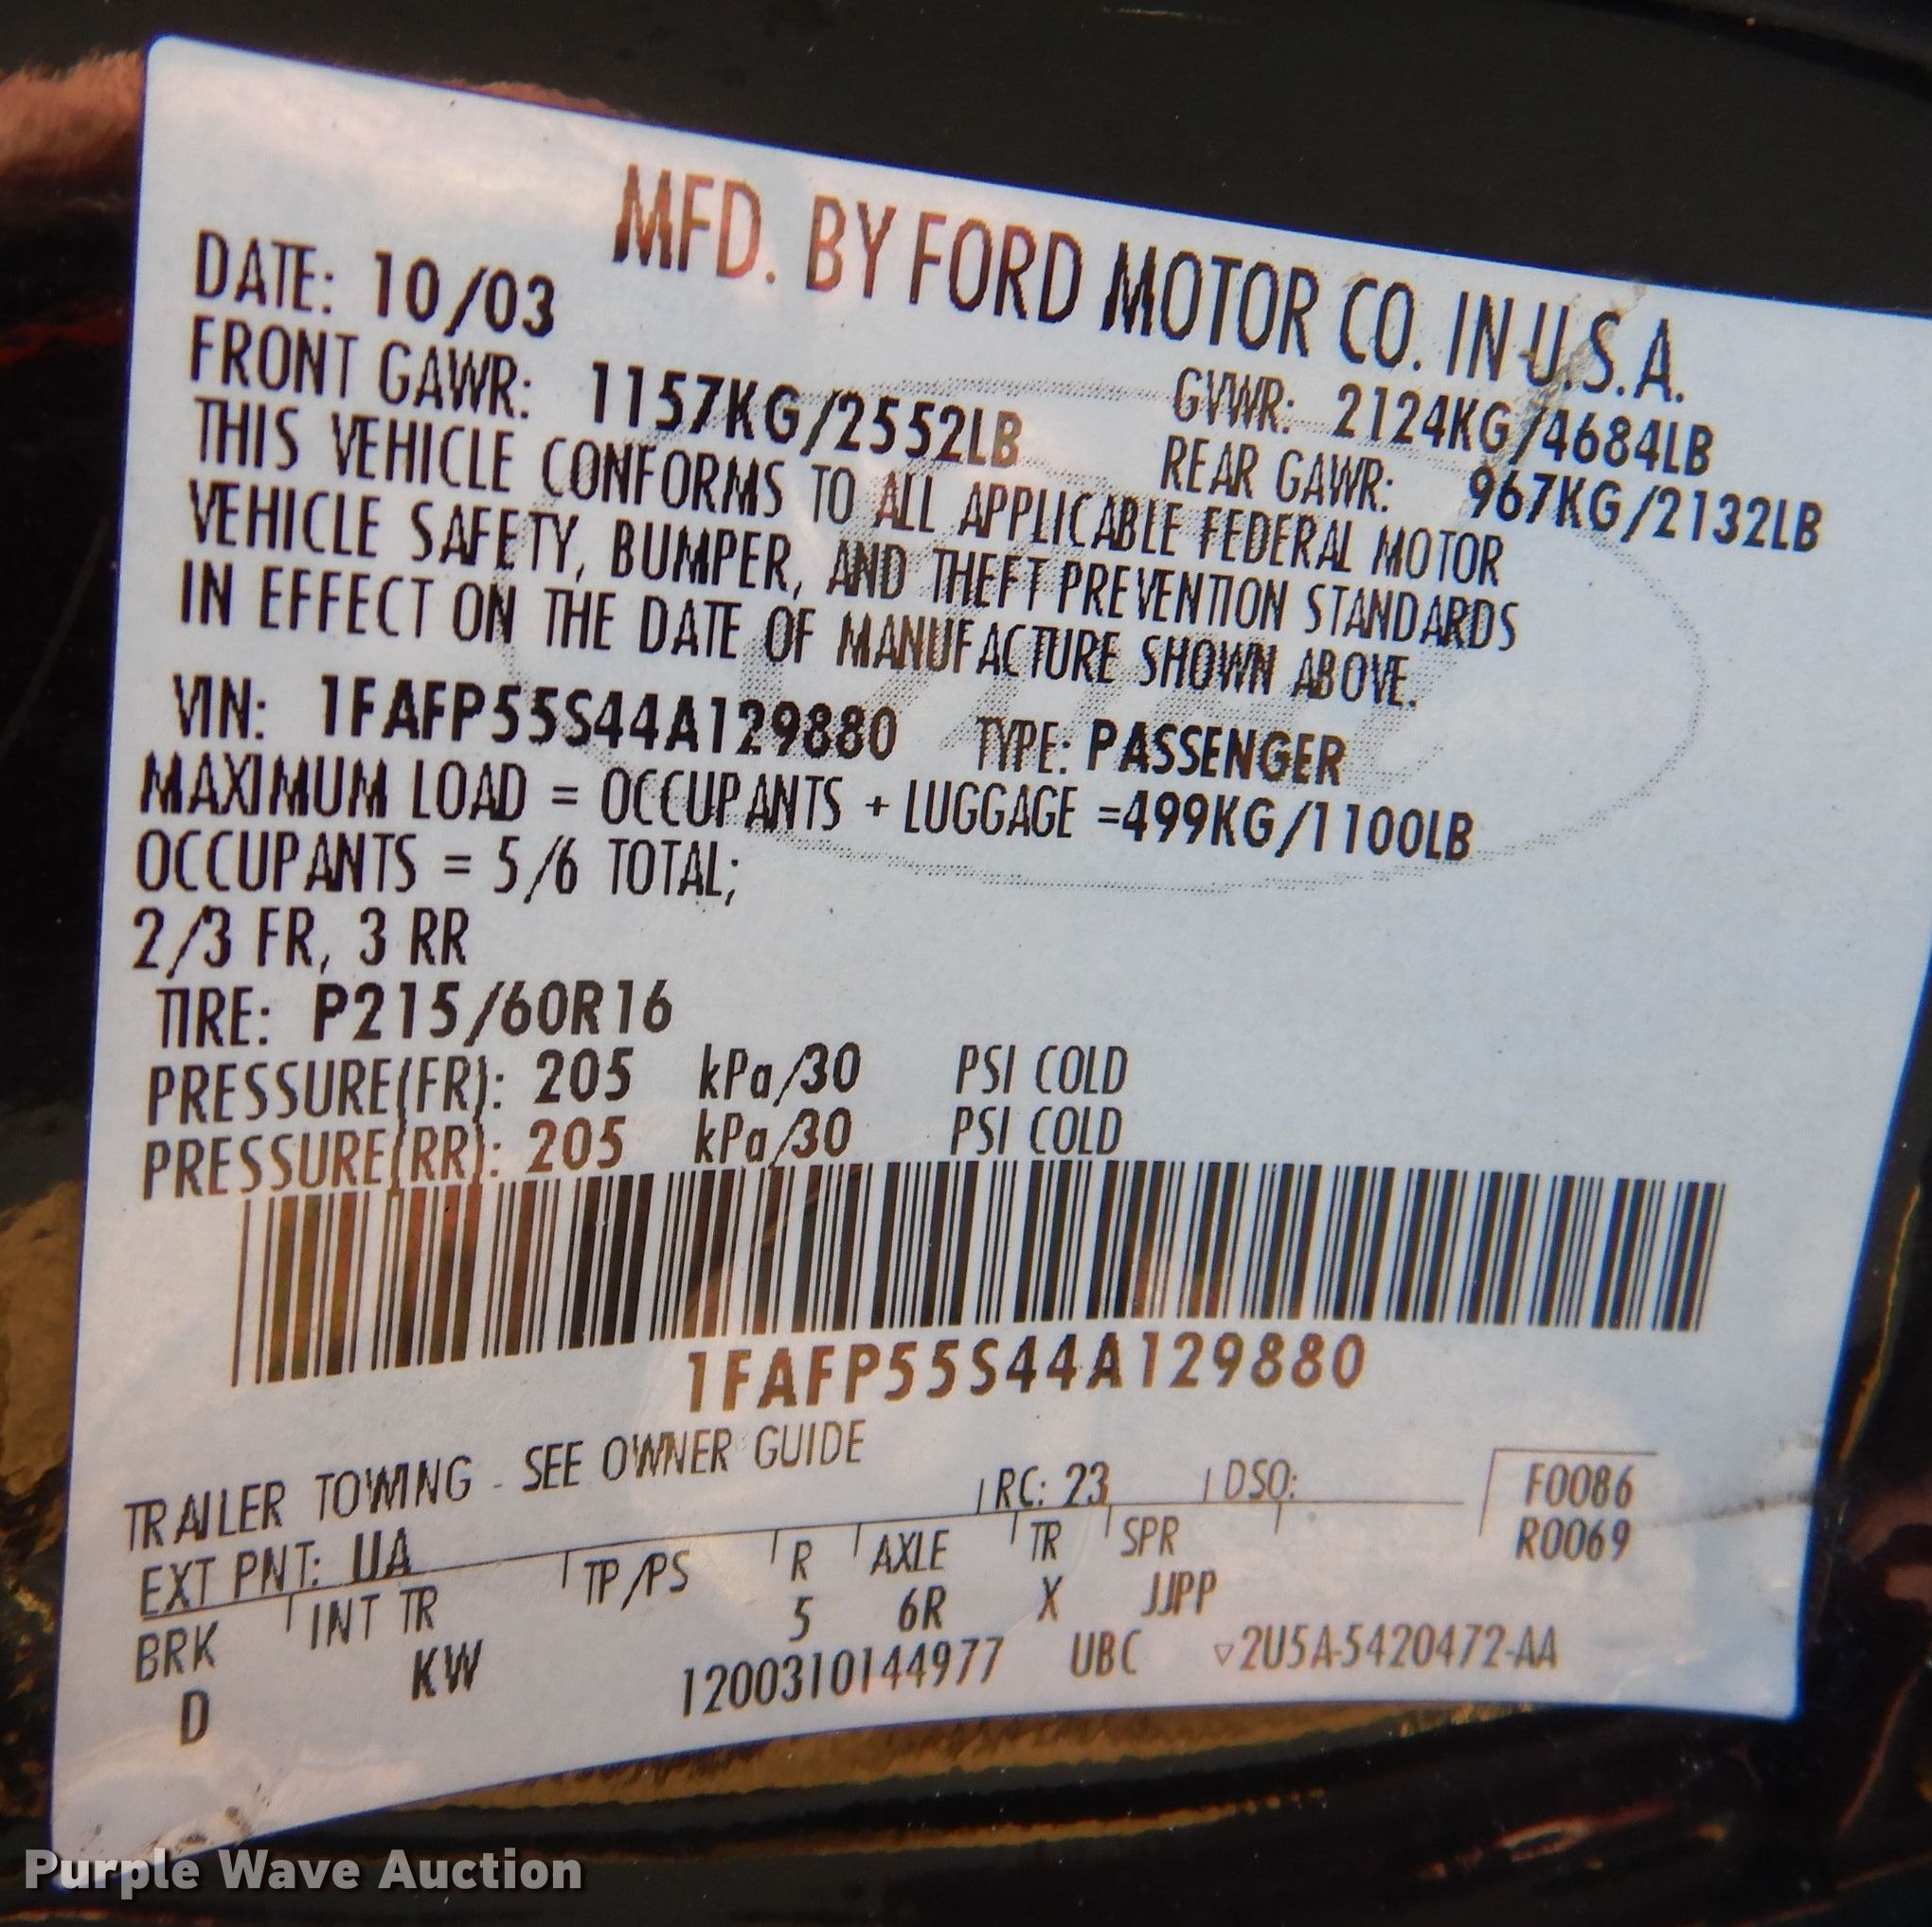 MFD. BY FORD MOTOR CO. IN U.S.A.
DATE: 10/03 GVWR: 2124KG/4684LB
FRONT GAWR: 1157KG/2552LB REAR GAWR: 967KG/2132LB
THIS VEHICLE CONFORMS TO ALL APPLICABLE FEDERAL MOTOR
VEHICLE SAFETY, BUMPER, AND THEFT PREVENTION STANDARDS
IN EFFECT ON THE DATE OF MANUFACTURE SHOWN ABOVE.
VIN: 1FAFP55S44A129880 TYPE: PASSENGER
MAXIMUM LOAD = OCCUPANTS + LUGGAGE =499KG/1100LB
OCCUPANTS = 5/6 TOTAL;
2/3 FR, 3 RR
TIRE: P215/60R16
PRESSURE(FR): 205 kPa/30 PSI COLD
PRESSURE(RR): 205 kPa/30 PSI COLD
1FAFP55S44A129880
TRAILER TOWING - SEE OWNER GUIDE
F0086
EXT PNT: UA RC: 23 DSO:
R0069
BRK INT TR TP/PS R AXLE TR SPR
D KW 5 6R X JJPP
1200310144977 UBC ▽2U5A-5420472-AA
Purple Wave Auction